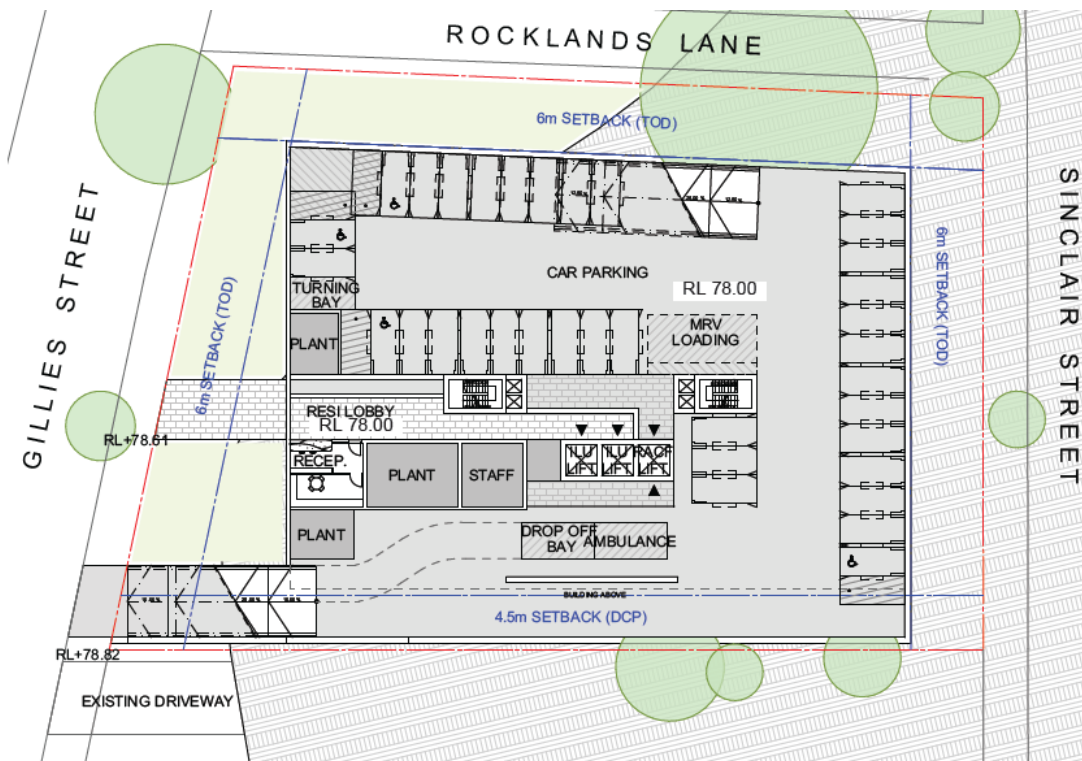 ROCKLANDS LANE
6m SETBACK (TOD)
GILLIES STREET
SINCLAIR STREET
6m SETBACK (TOD)
6m SETBACK (TOD)
CAR PARKING
RL 78.00
TURNING
BAY
MRV
LOADING
PLANT
RESI LOBBY
RL 78.00
RL+78.61
RECEP.
PLANT
STAFF
ILU
LIFT
ILU
LIFT
RACF
LIFT
PLANT
DROP OFF
BAY
AMBULANCE
BUILDING ABOVE
4.5m SETBACK (DCP)
RL+78.82
EXISTING DRIVEWAY